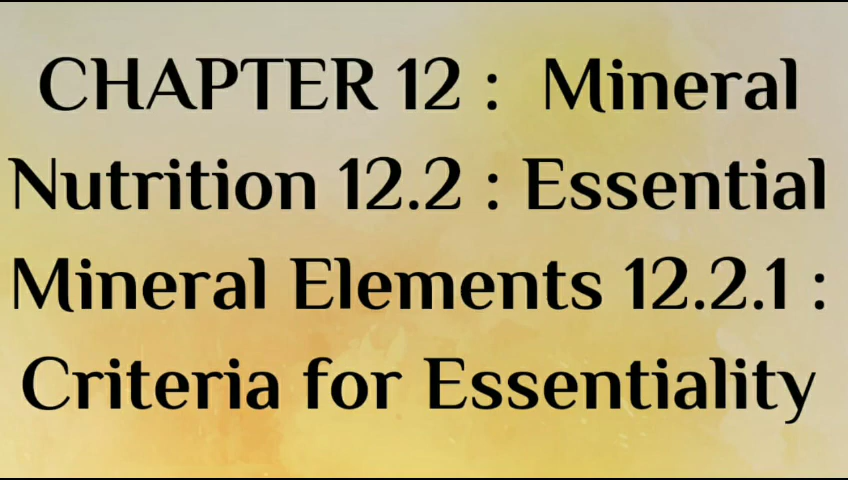 CHAPTER 12 : Mineral
Nutrition 12.2 : Essential
Mineral Elements 12.2.1 :
Criteria for Essentiality